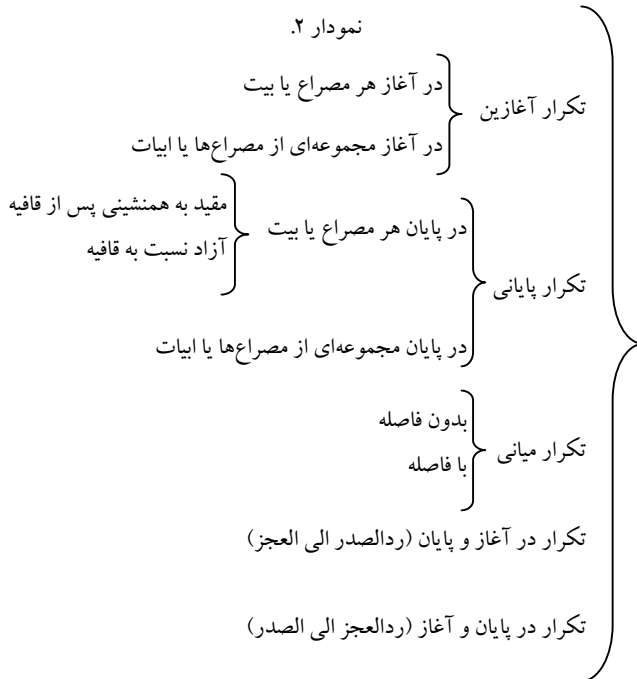 نمودار ۲.
تکرار آغازین
در آغاز هر مصراع یا بیت
در آغاز مجموعه‌ای از مصراع‌ها یا ابیات
تکرار پایانی
در پایان هر مصراع یا بیت
مقید به همنشینی پس از قافیه
آزاد نسبت به قافیه
در پایان مجموعه‌ای از مصراع‌ها یا ابیات
تکرار میانی
بدون فاصله
با فاصله
تکرار در آغاز و پایان (ردالصدر الی العجز)
تکرار در پایان و آغاز (ردالعجز الی الصدر)